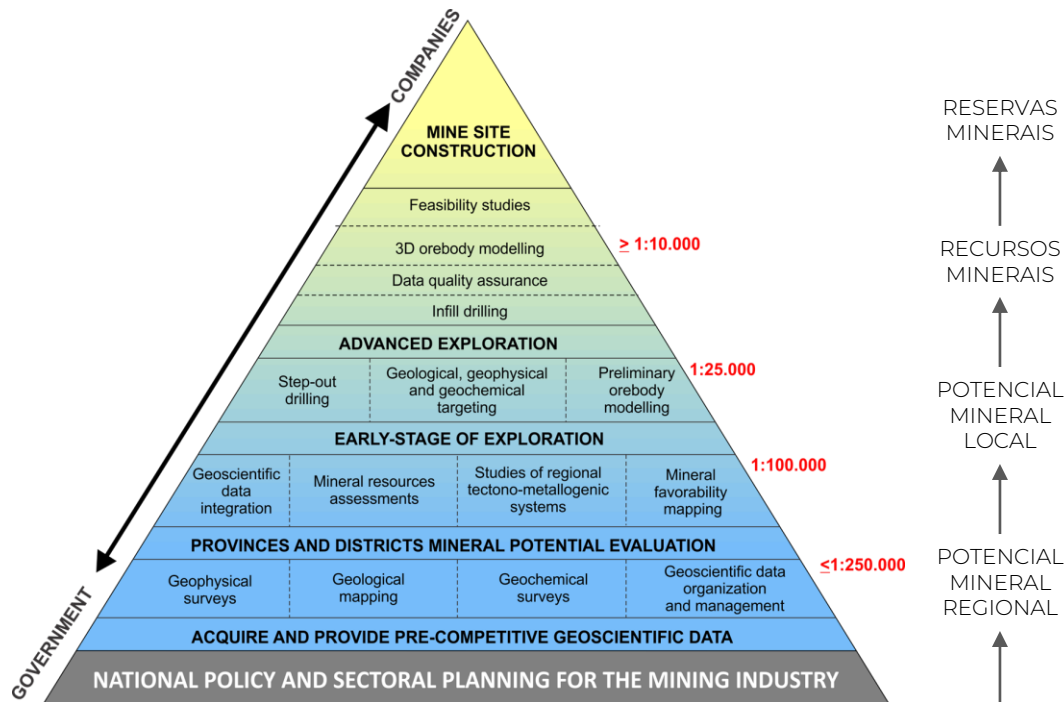 COMPANIES
GOVERNMENT
MINE SITE
CONSTRUCTION
Feasibility studies
3D orebody modelling
Data quality assurance
Infill drilling
≥ 1:10.000
ADVANCED EXPLORATION
Step-out
drilling
Geological, geophysical
and geochemical
targeting
Preliminary
orebody
modelling
1:25.000
EARLY-STAGE OF EXPLORATION
Geoscientific
data
integration
Mineral resources
assessments
Studies of regional
tectono-metallogenic
systems
Mineral
favorability
mapping
1:100.000
PROVINCES AND DISTRICTS MINERAL POTENTIAL EVALUATION
Geophysical
surveys
Geological
mapping
Geochemical
surveys
Geoscientific data
organization
and management
≤1:250.000
ACQUIRE AND PROVIDE PRE-COMPETITIVE GEOSCIENTIFIC DATA
NATIONAL POLICY AND SECTORAL PLANNING FOR THE MINING INDUSTRY
RESERVAS
MINERAIS
RECURSOS
MINERAIS
POTENCIAL
MINERAL
LOCAL
POTENCIAL
MINERAL
REGIONAL